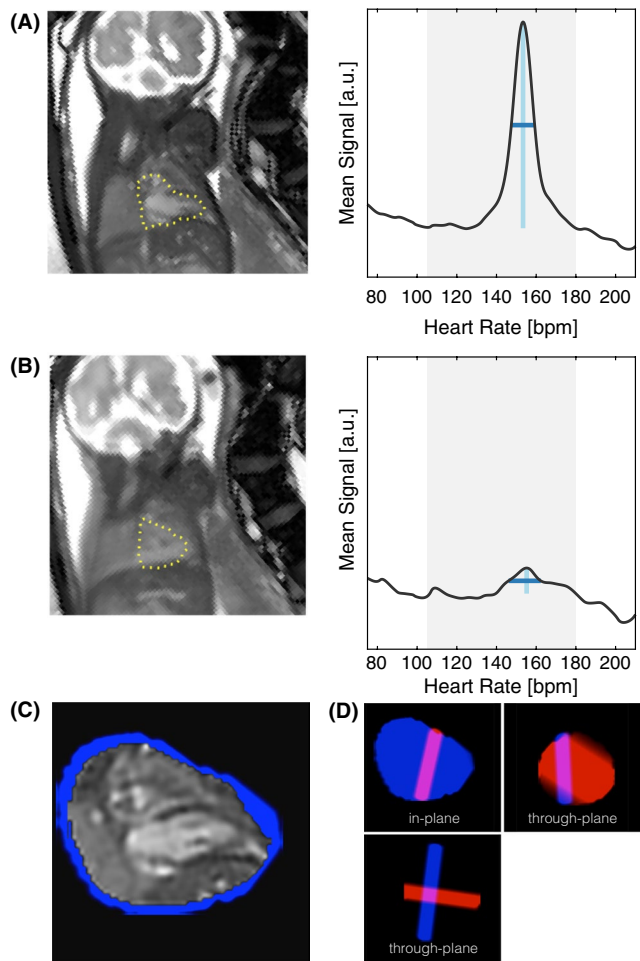 (A)
Mean Signal [a.u.]
80 100 120 140 160 180 200
Heart Rate [bpm]
(B)
Mean Signal [a.u.]
80 100 120 140 160 180 200
Heart Rate [bpm]
(C)
(D)
in-plane
through-plane
through-plane